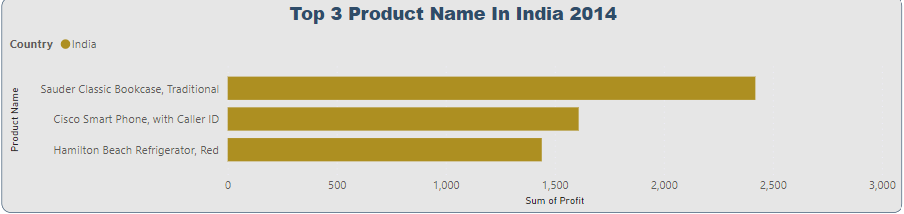 Top 3 Product Name In India 2014
Country India
Product Name
Sauder Classic Bookcase, Traditional
Cisco Smart Phone, with Caller ID
Hamilton Beach Refrigerator, Red
0 500 1,000 1,500 2,000 2,500 3,000
Sum of Profit